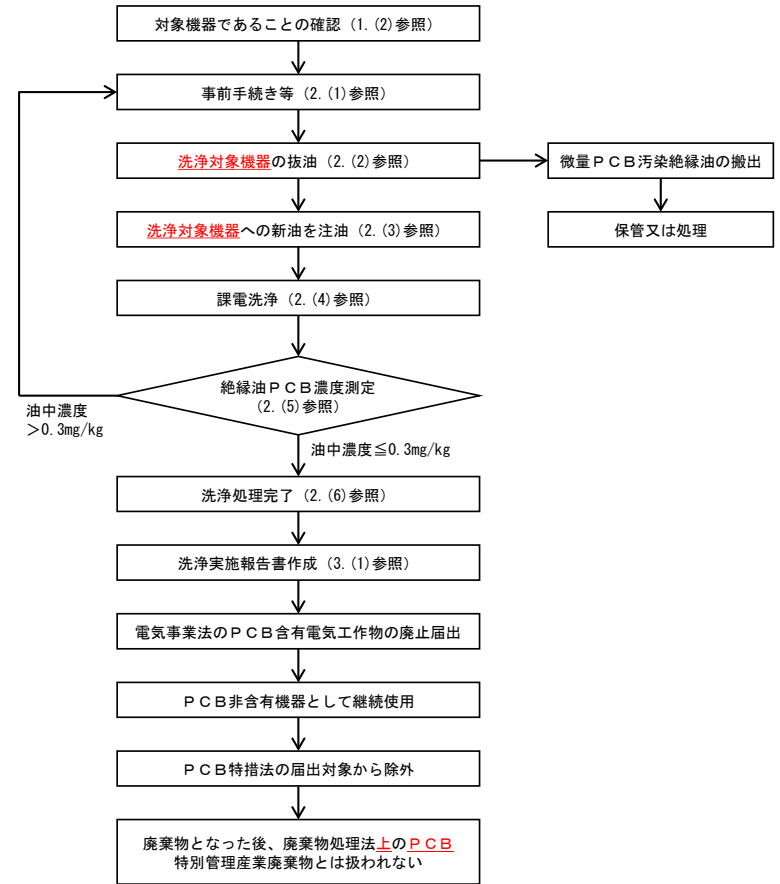 対象機器であることの確認（1.(2)参照）
事前手続き等（2.(1)参照）
洗浄対象機器の抜油（2.(2)参照）
微量ＰＣＢ汚染絶縁油の搬出
洗浄対象機器への新油を注油（2.(3)参照）
保管又は処理
課電洗浄（2.(4)参照）
絶縁油ＰＣＢ濃度測定
（2.(5)参照）
油中濃度
＞0.3mg/kg
油中濃度≦0.3mg/kg
洗浄処理完了（2.(6)参照）
洗浄実施報告書作成（3.(1)参照）
電気事業法のＰＣＢ含有電気工作物の廃止届出
ＰＣＢ非含有機器として継続使用
ＰＣＢ特措法の届出対象から除外
廃棄物となった後、廃棄物処理法上のＰＣＢ
特別管理産業廃棄物とは扱われない